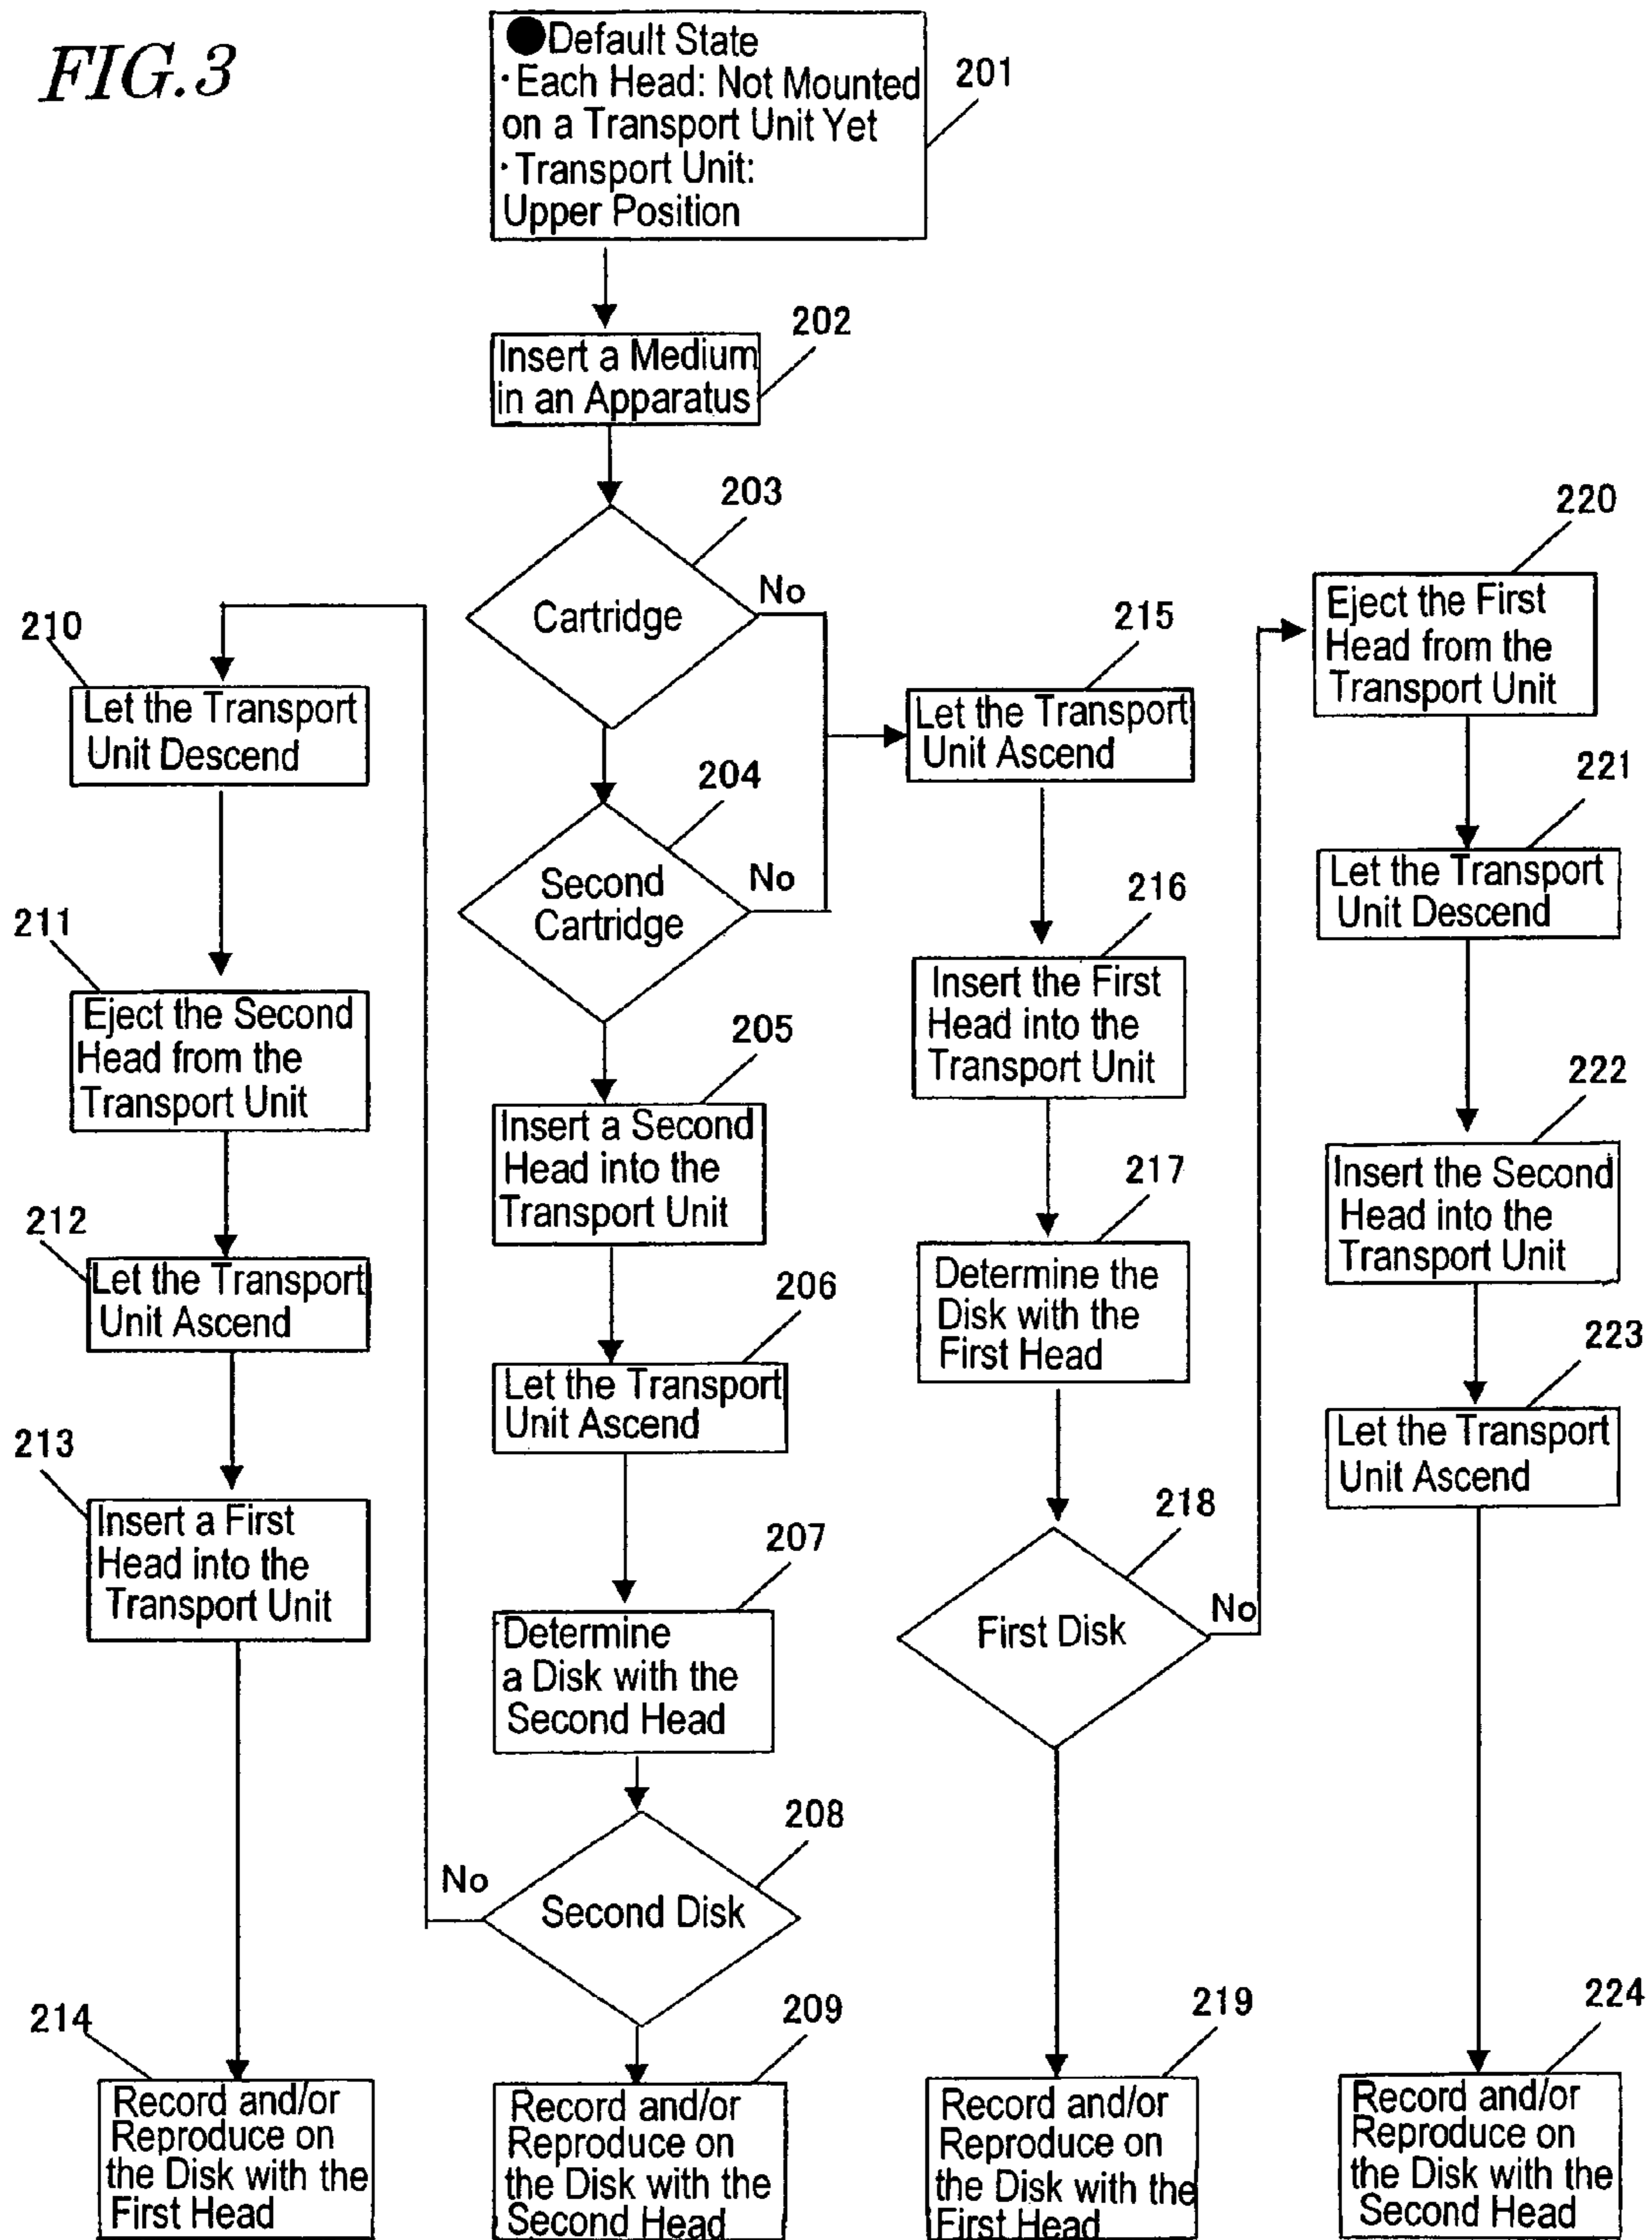 FIG.3
●Default State
·Each Head: Not Mounted
on a Transport Unit Yet
·Transport Unit:
Upper Position
201
202
Insert a Medium
in an Apparatus
203
Cartridge
No
204
Second
Cartridge
No
205
Insert a Second
Head into the
Transport Unit
206
Let the Transport
Unit Ascend
207
Determine
a Disk with the
Second Head
208
Second Disk
No
209
Record and/or
Reproduce on
the Disk with the
Second Head
210
Let the Transport
Unit Descend
211
Eject the Second
Head from the
Transport Unit
212
Let the Transport
Unit Ascend
213
Insert a First
Head into the
Transport Unit
214
Record and/or
Reproduce on
the Disk with the
First Head
215
Let the Transport
Unit Ascend
216
Insert the First
Head into the
Transport Unit
217
Determine the
Disk with the
First Head
218
First Disk
No
219
Record and/or
Reproduce on
the Disk with the
First Head
220
Eject the First
Head from the
Transport Unit
221
Let the Transport
Unit Descend
222
Insert the Second
Head into the
Transport Unit
223
Let the Transport
Unit Ascend
224
Record and/or
Reproduce on
the Disk with the
Second Head